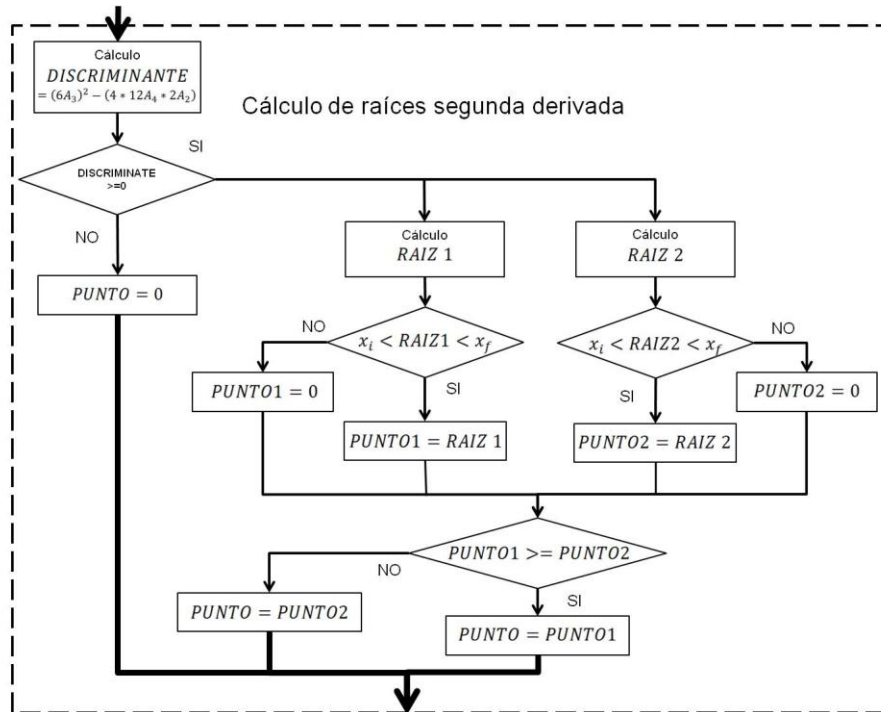 Cálculo
DISCRIMINANTE
= (6A₃)² − (4 * 12A₄ * 2A₂)
Cálculo de raíces segunda derivada
SI
DISCRIMINATE
>=0
NO
Cálculo
RAIZ 1
Cálculo
RAIZ 2
PUNTO = 0
NO
xᵢ < RAIZ1 < x_f
xᵢ < RAIZ2 < x_f
NO
PUNTO1 = 0
SI
SI
PUNTO2 = 0
PUNTO1 = RAIZ 1
PUNTO2 = RAIZ 2
PUNTO1 >= PUNTO2
NO
SI
PUNTO = PUNTO2
PUNTO = PUNTO1